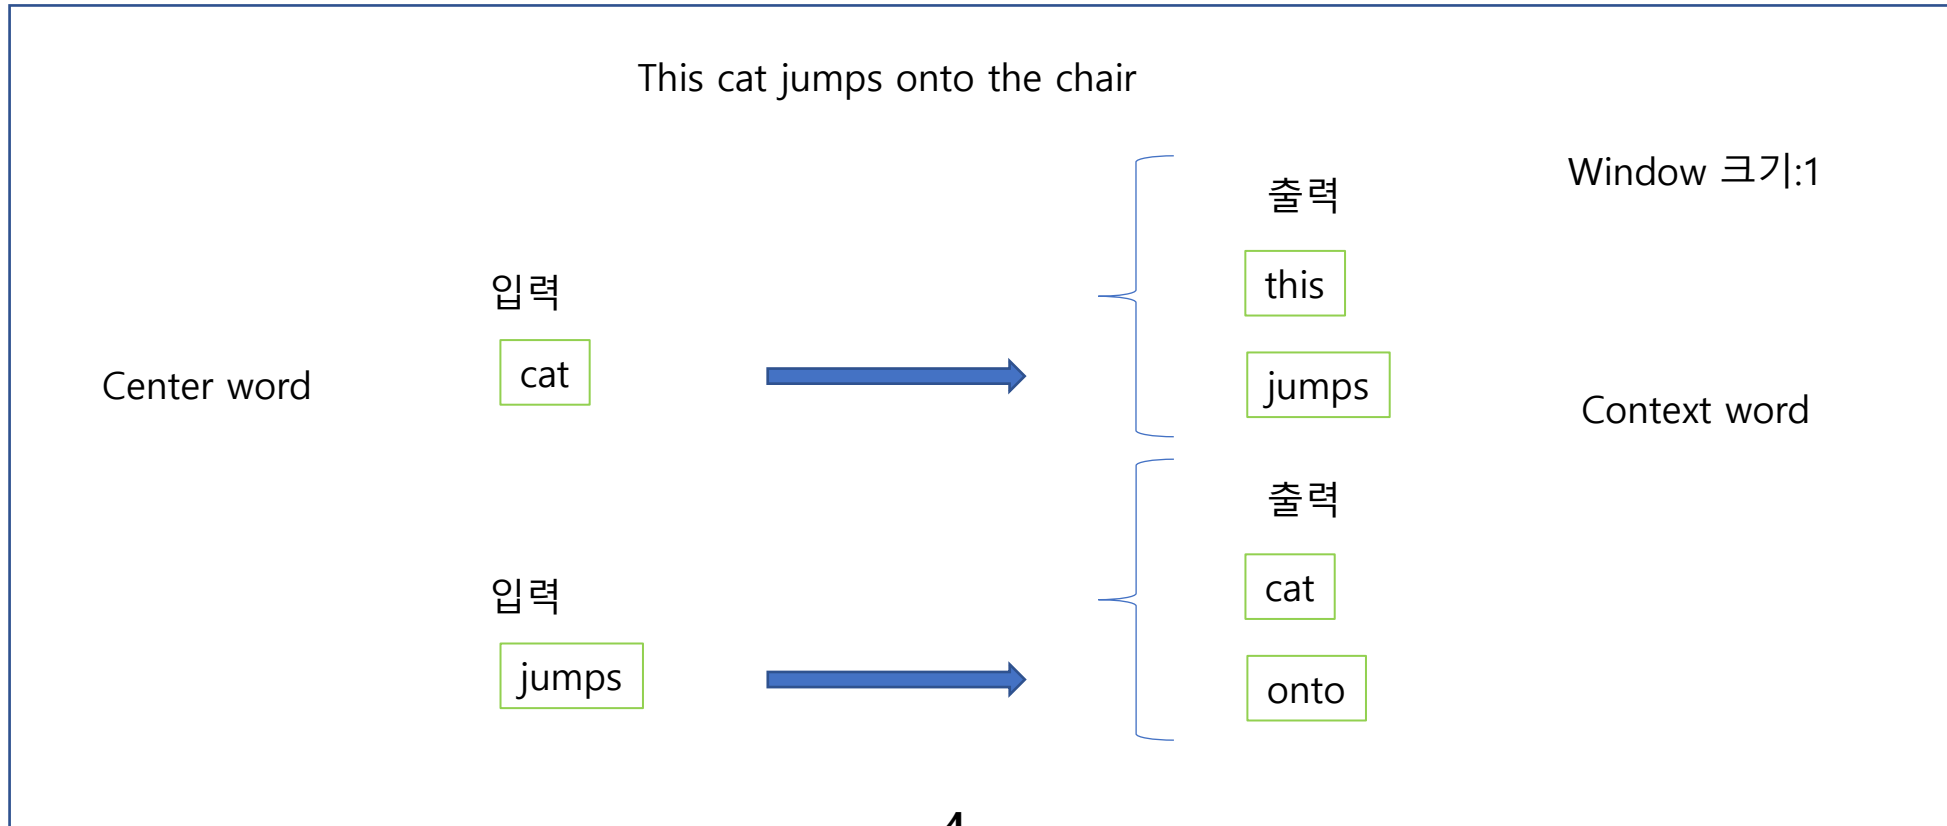 This cat jumps onto the chair
Window 크기:1
출력
this
입력
jumps
cat
Center word
Context word
출력
cat
입력
onto
jumps